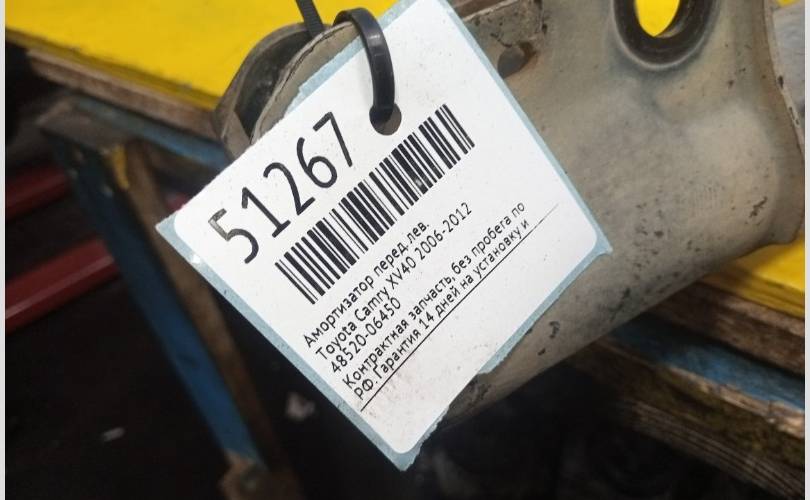 51267
Амортизатор перед. лев.
Toyota Camry XV40 2006-2012
48520-06450
Контрактная запчасть, без пробега по
РФ. Гарантия 14 дней на установку и